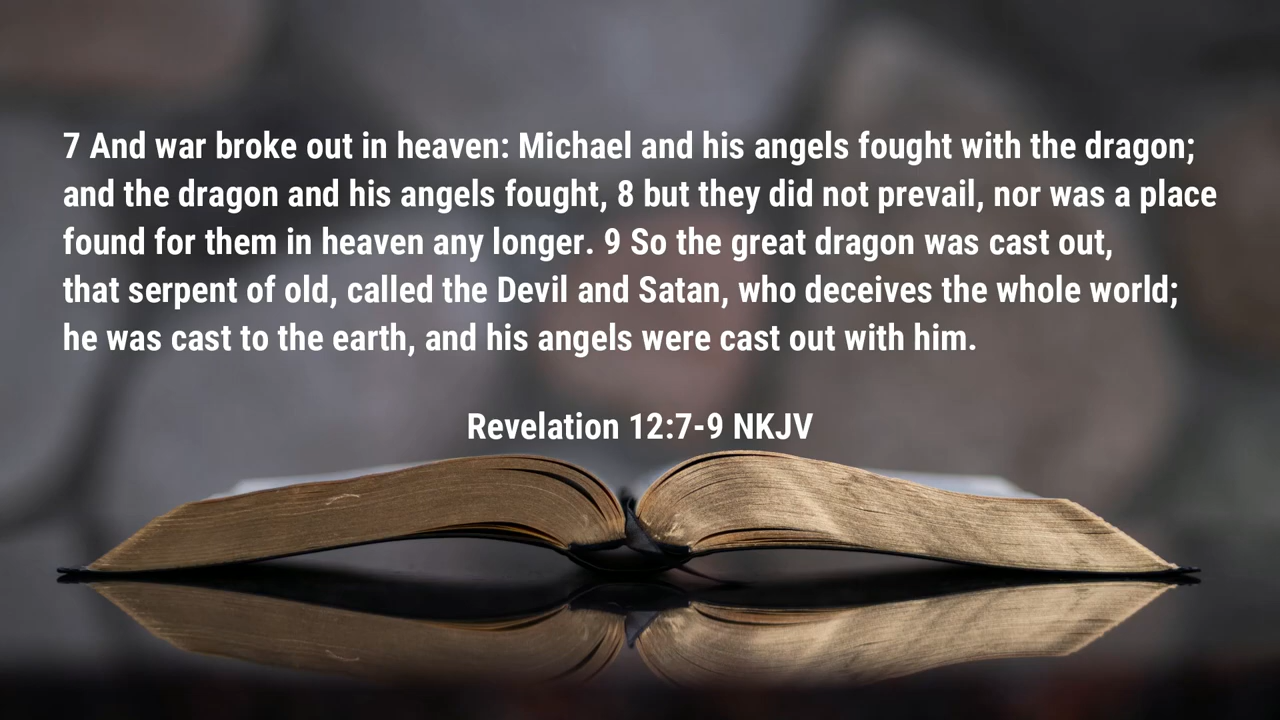 7 And war broke out in heaven: Michael and his angels fought with the dragon;
and the dragon and his angels fought, 8 but they did not prevail, nor was a place
found for them in heaven any longer. 9 So the great dragon was cast out,
that serpent of old, called the Devil and Satan, who deceives the whole world;
he was cast to the earth, and his angels were cast out with him.
Revelation 12:7-9 NKJV